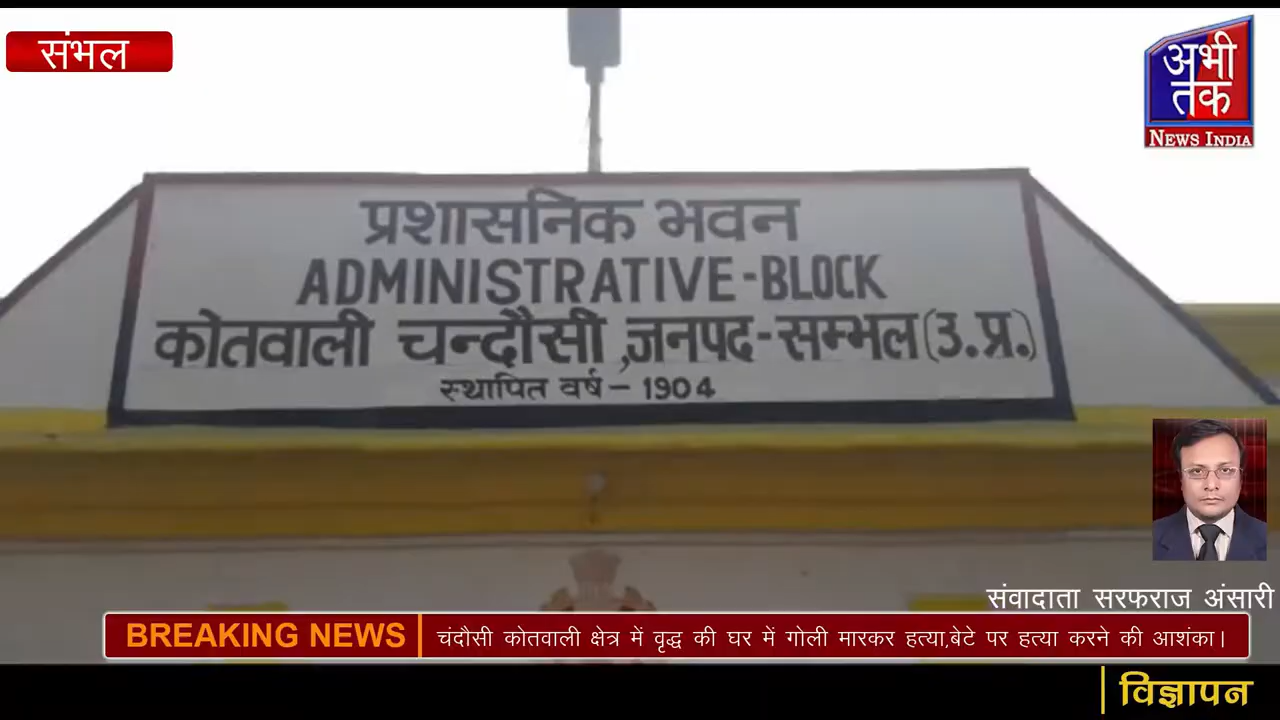 संभल
अभी
तक
NEWS INDIA
प्रशासनिक भवन
ADMINISTRATIVE-BLOCK
कोतवाली चन्दौसी,जनपद-सम्भल(उ.प्र.)
स्थापित वर्ष-1904
संवादाता सरफराज अंसारी
BREAKING NEWS
चंदौसी कोतवाली क्षेत्र में वृद्ध की घर में गोली मारकर हत्या,बेटे पर हत्या करने की आशंका।
विज्ञापन